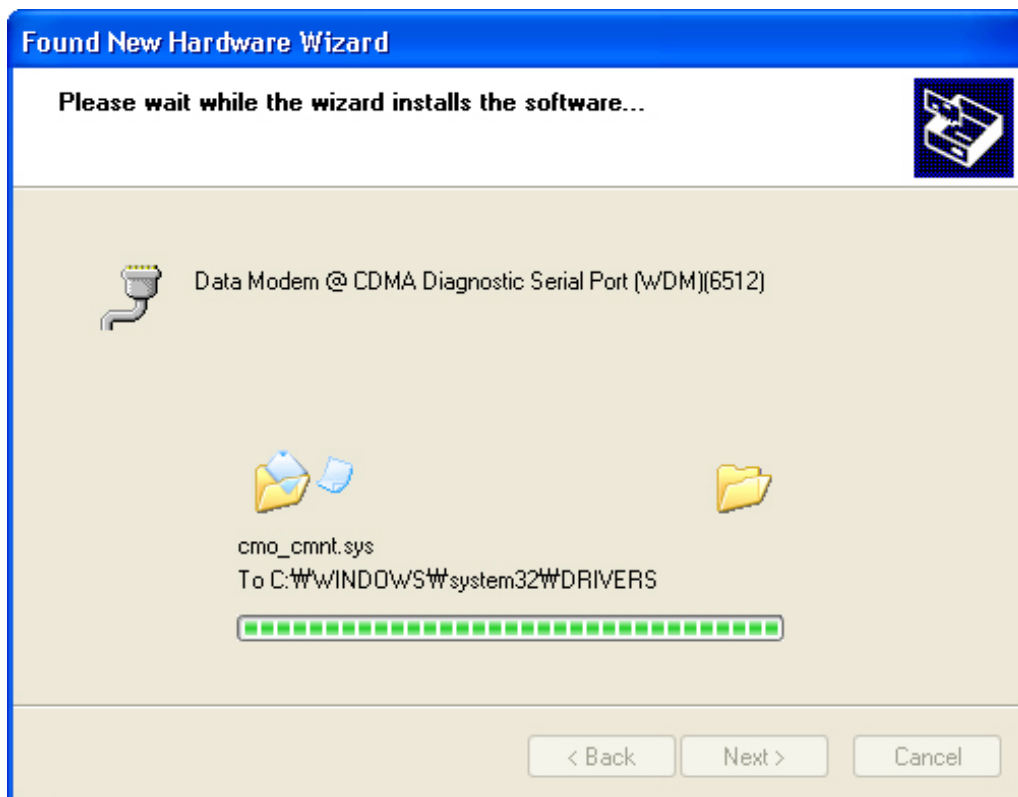 Found New Hardware Wizard
Please wait while the wizard installs the software...
Data Modem @ CDMA Diagnostic Serial Port (WDM)(6512)
cmo_cmnt.sys
To C:₩WINDOWS₩system32₩DRIVERS
< Back
Next >
Cancel